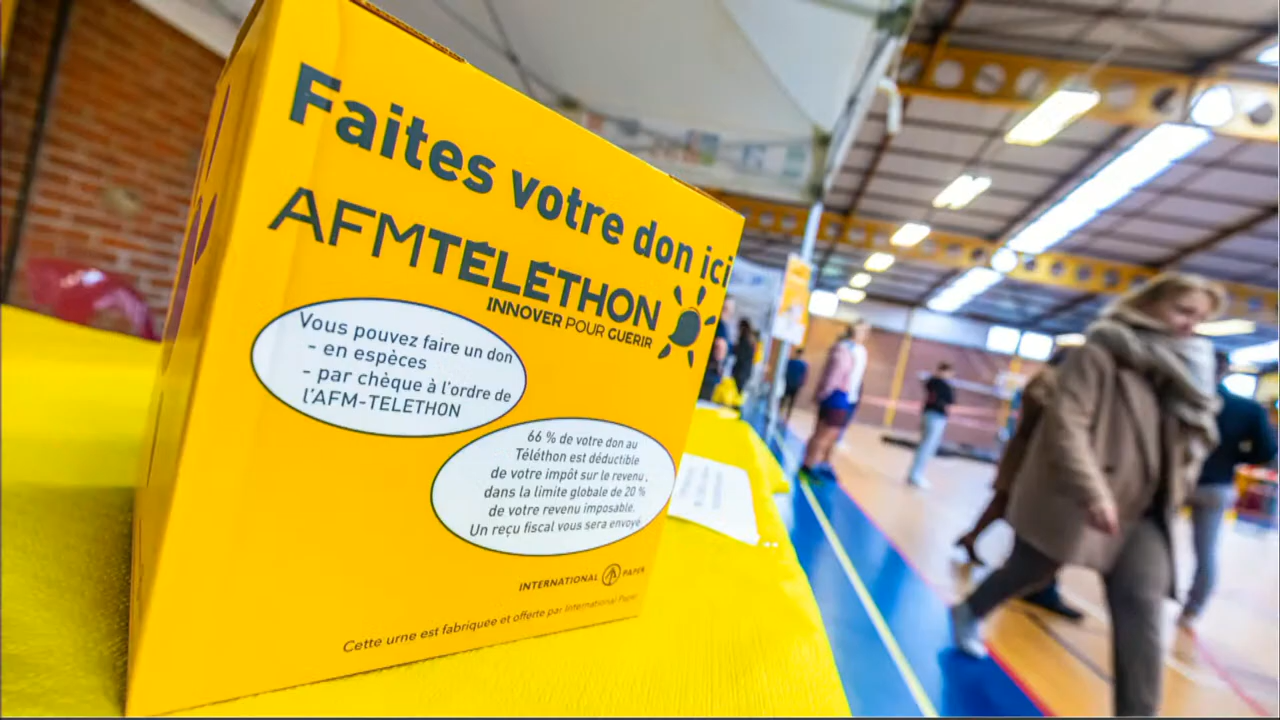 Faites votre don ici
AFMTÉLÉTHON
INNOVER POUR GUÉRIR
Vous pouvez faire un don
- en espèces
- par chèque à l'ordre de
l'AFM-TELETHON
66 % de votre don au
Téléthon est déductible
de votre impôt sur le revenu,
dans la limite globale de 20 %
de votre revenu imposable.
Un reçu fiscal vous sera envoyé
INTERNATIONAL PAPER
Cette urne est fabriquée et offerte par International Paper